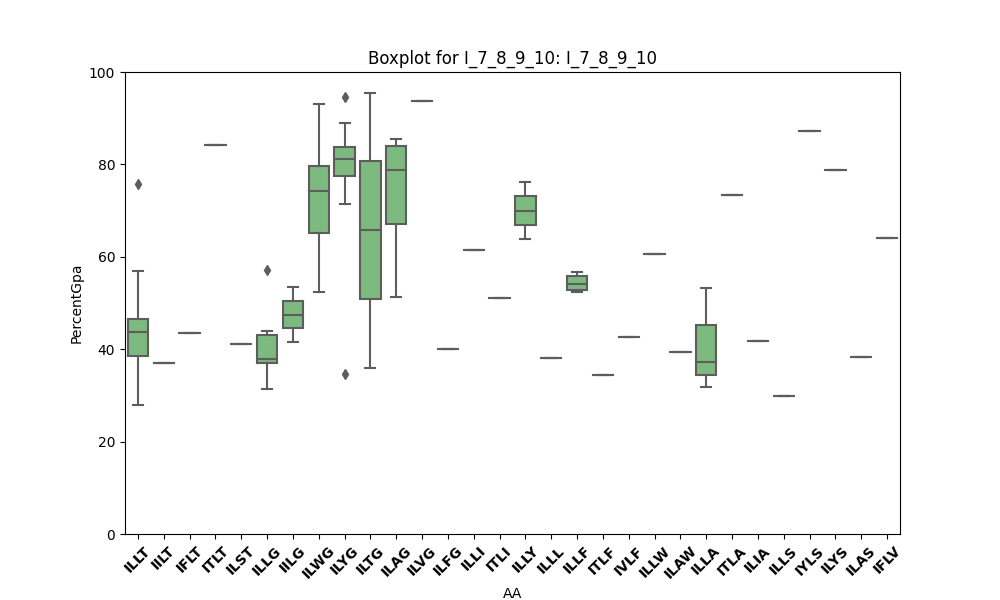 Boxplot for I_7_8_9_10: I_7_8_9_10
100
80
60
40
20
0
PercentGpa
ILLT IILT IFLT ITLT ILST ILLG IILG ILWG ILYG ILTG ILAG ILVG ILFG ILLI ITLI ILLY ILLL ILLF ITLF IVLF ILLW ILAW ILLA ITLA ILIA ILLS IYLS ILYS ILAS IFLV
AA